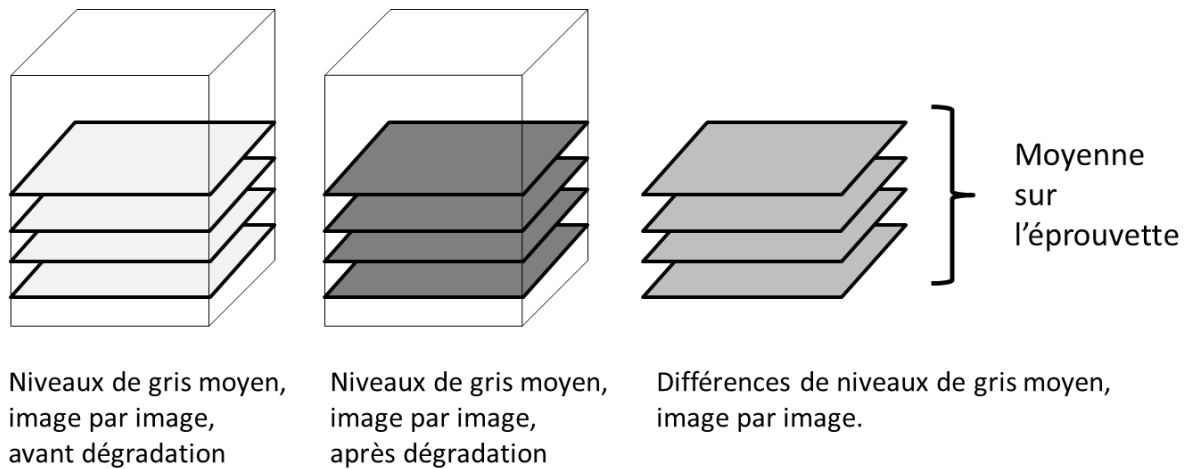 Moyenne
sur
l'éprouvette
Niveaux de gris moyen,
image par image,
avant dégradation
Niveaux de gris moyen,
image par image,
après dégradation
Différences de niveaux de gris moyen,
image par image.